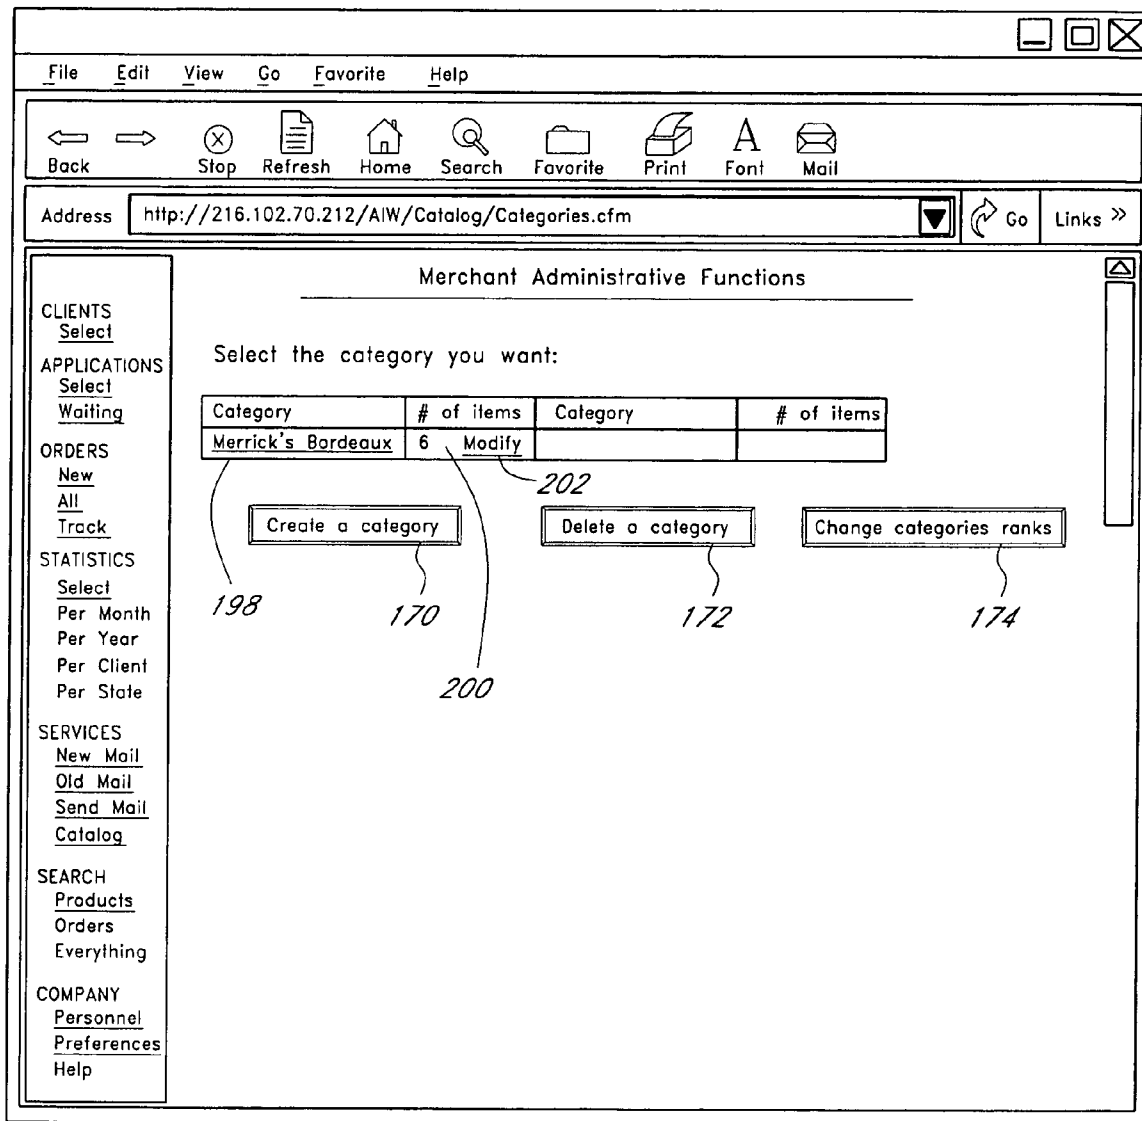 File Edit View Go Favorite Help
Back Stop Refresh Home Search Favorite Print Font Mail
Address http://216.102.70.212/AIW/Catalog/Categories.cfm Go Links »
Merchant Administrative Functions
CLIENTS
Select
APPLICATIONS
Select
Waiting
ORDERS
New
All
Track
STATISTICS
Select
Per Month
Per Year
Per Client
Per State
SERVICES
New Mail
Old Mail
Send Mail
Catalog
SEARCH
Products
Orders
Everything
COMPANY
Personnel
Preferences
Help
Select the category you want:
Category # of items Category # of items
Merrick's Bordeaux 6 Modify
202
Create a category Delete a category Change categories ranks
198 170 172 174
200